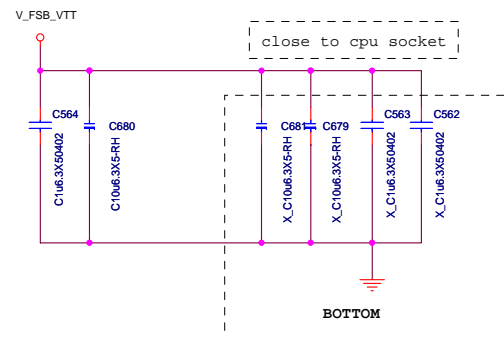 V_FSB_VTT
close to cpu socket
C564
C1u6.3X50402
C680
C10u6.3X5-RH
C681
X_C10u6.3X5-RH
C679
X_C10u6.3X5-RH
C563
X_C1u6.3X50402
C562
X_C1u6.3X50402
BOTTOM